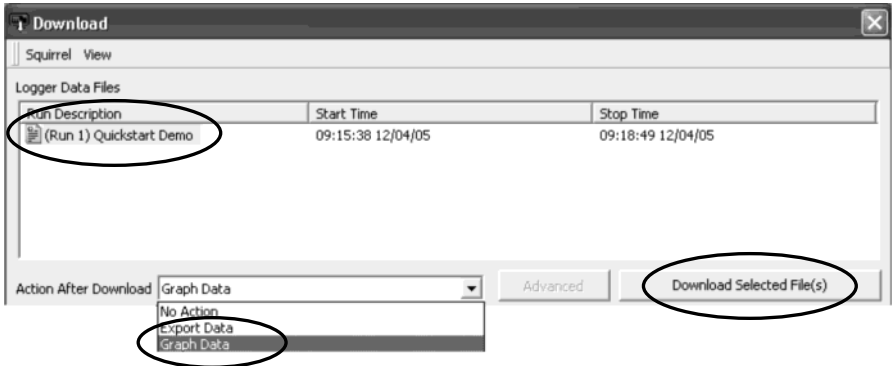 Download
Squirrel View
Logger Data Files
Run Description Start Time Stop Time
(Run 1) Quickstart Demo 09:15:38 12/04/05 09:18:49 12/04/05
Action After Download Graph Data Advanced Download Selected File(s)
No Action
Export Data
Graph Data